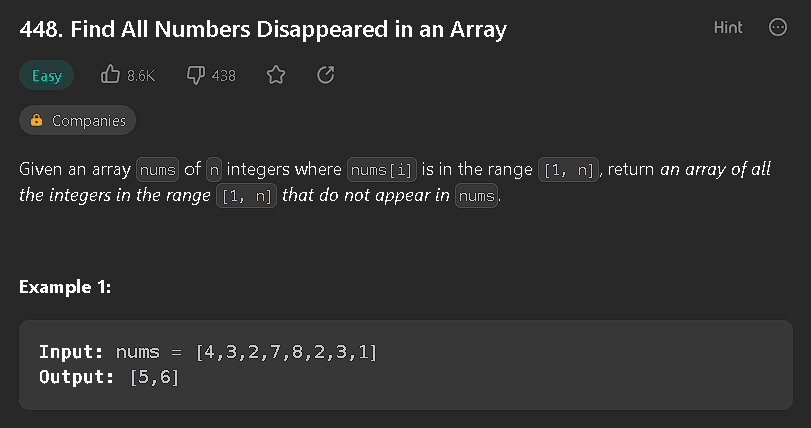 448. Find All Numbers Disappeared in an Array
Hint
Easy
8.6K
438
Companies
Given an array nums of n integers where nums[i] is in the range [1, n], return an array of all
the integers in the range [1, n] that do not appear in nums.
Example 1:
Input: nums = [4,3,2,7,8,2,3,1]
Output: [5,6]